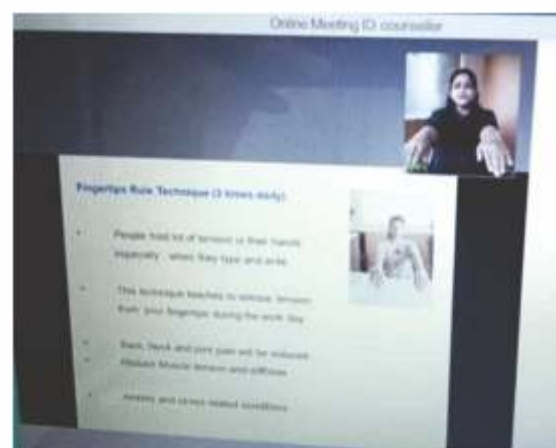 Online Meeting ID: counsellor
Fingertips Rule Technique (3 times daily)
People hold lot of tension in their hands
especially when they type and write
This technique teaches to release tension
from your fingertips during the work day
Back, Neck and joint pain will be reduced
Muscle tension and stiffness
Anxiety and stress related conditions